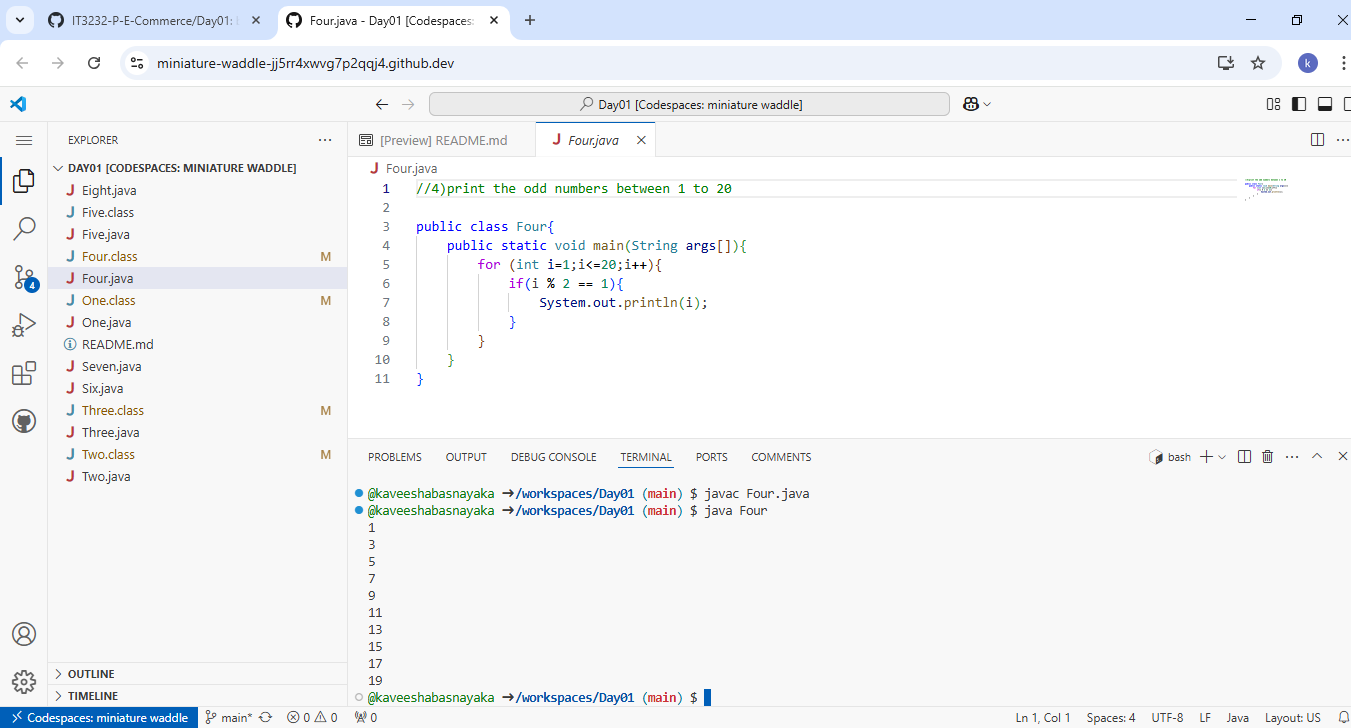 IT3232-P-E-Commerce/Day01:
Four.java - Day01 [Codespaces:
miniature-waddle-jj5rr4xwvg7p2qqj4.github.dev
k
Day01 [Codespaces: miniature waddle]
EXPLORER
DAY01 [CODESPACES: MINIATURE WADDLE]
J Eight.java
J Five.class
J Five.java
J Four.class M
J Four.java
J One.class M
J One.java
README.md
J Seven.java
J Six.java
J Three.class M
J Three.java
J Two.class M
J Two.java
4
OUTLINE
TIMELINE
[Preview] README.md
J Four.java
J Four.java
1 //4)print the odd numbers between 1 to 20
2
3 public class Four{
4 public static void main(String args[]){
5 for (int i=1;i<=20;i++){
6 if(i % 2 == 1){
7 System.out.println(i);
8 }
9 }
10 }
11 }
PROBLEMS OUTPUT DEBUG CONSOLE TERMINAL PORTS COMMENTS
bash
@kaveeshabasnayaka ➜/workspaces/Day01 (main) $ javac Four.java
@kaveeshabasnayaka ➜/workspaces/Day01 (main) $ java Four
1
3
5
7
9
11
13
15
17
19
@kaveeshabasnayaka ➜/workspaces/Day01 (main) $
Codespaces: miniature waddle main* 0 0 0 Ln 1, Col 1 Spaces: 4 UTF-8 LF Java Layout: US